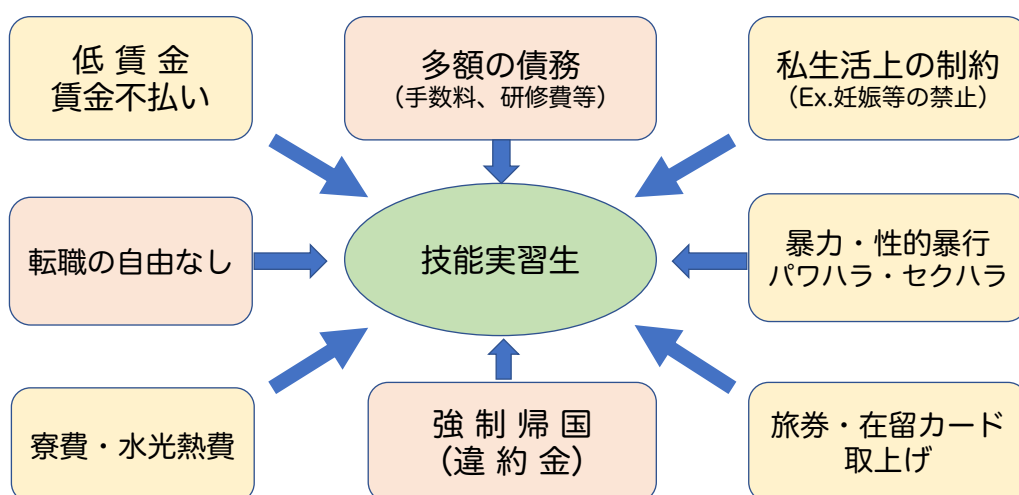 低 賃 金
賃金不払い
多額の債務
（手数料、研修費等）
私生活上の制約
（Ex.妊娠等の禁止）
転職の自由なし
技能実習生
暴力・性的暴行
パワハラ・セクハラ
寮費・水光熱費
強 制 帰 国
（違 約 金）
旅券・在留カード
取上げ